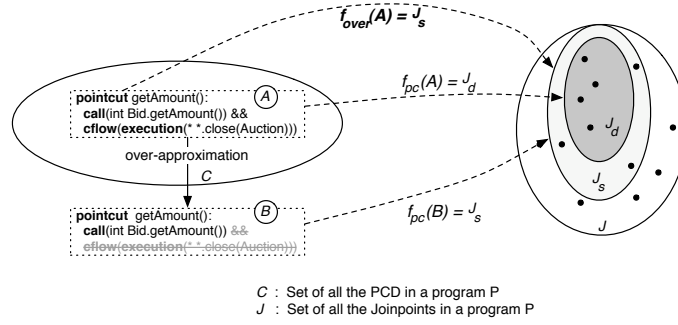 f_over(A) = J_s
pointcut getAmount():
call(int Bid.getAmount()) &&
cflow(execution(* *.close(Auction)))
A
f_pc(A) = J_d
J_d
over-approximation
C
J_s
pointcut getAmount():
call(int Bid.getAmount()) &&
cflow(execution(* *.close(Auction)))
B
f_pc(B) = J_s
J
C : Set of all the PCD in a program P
J : Set of all the Joinpoints in a program P